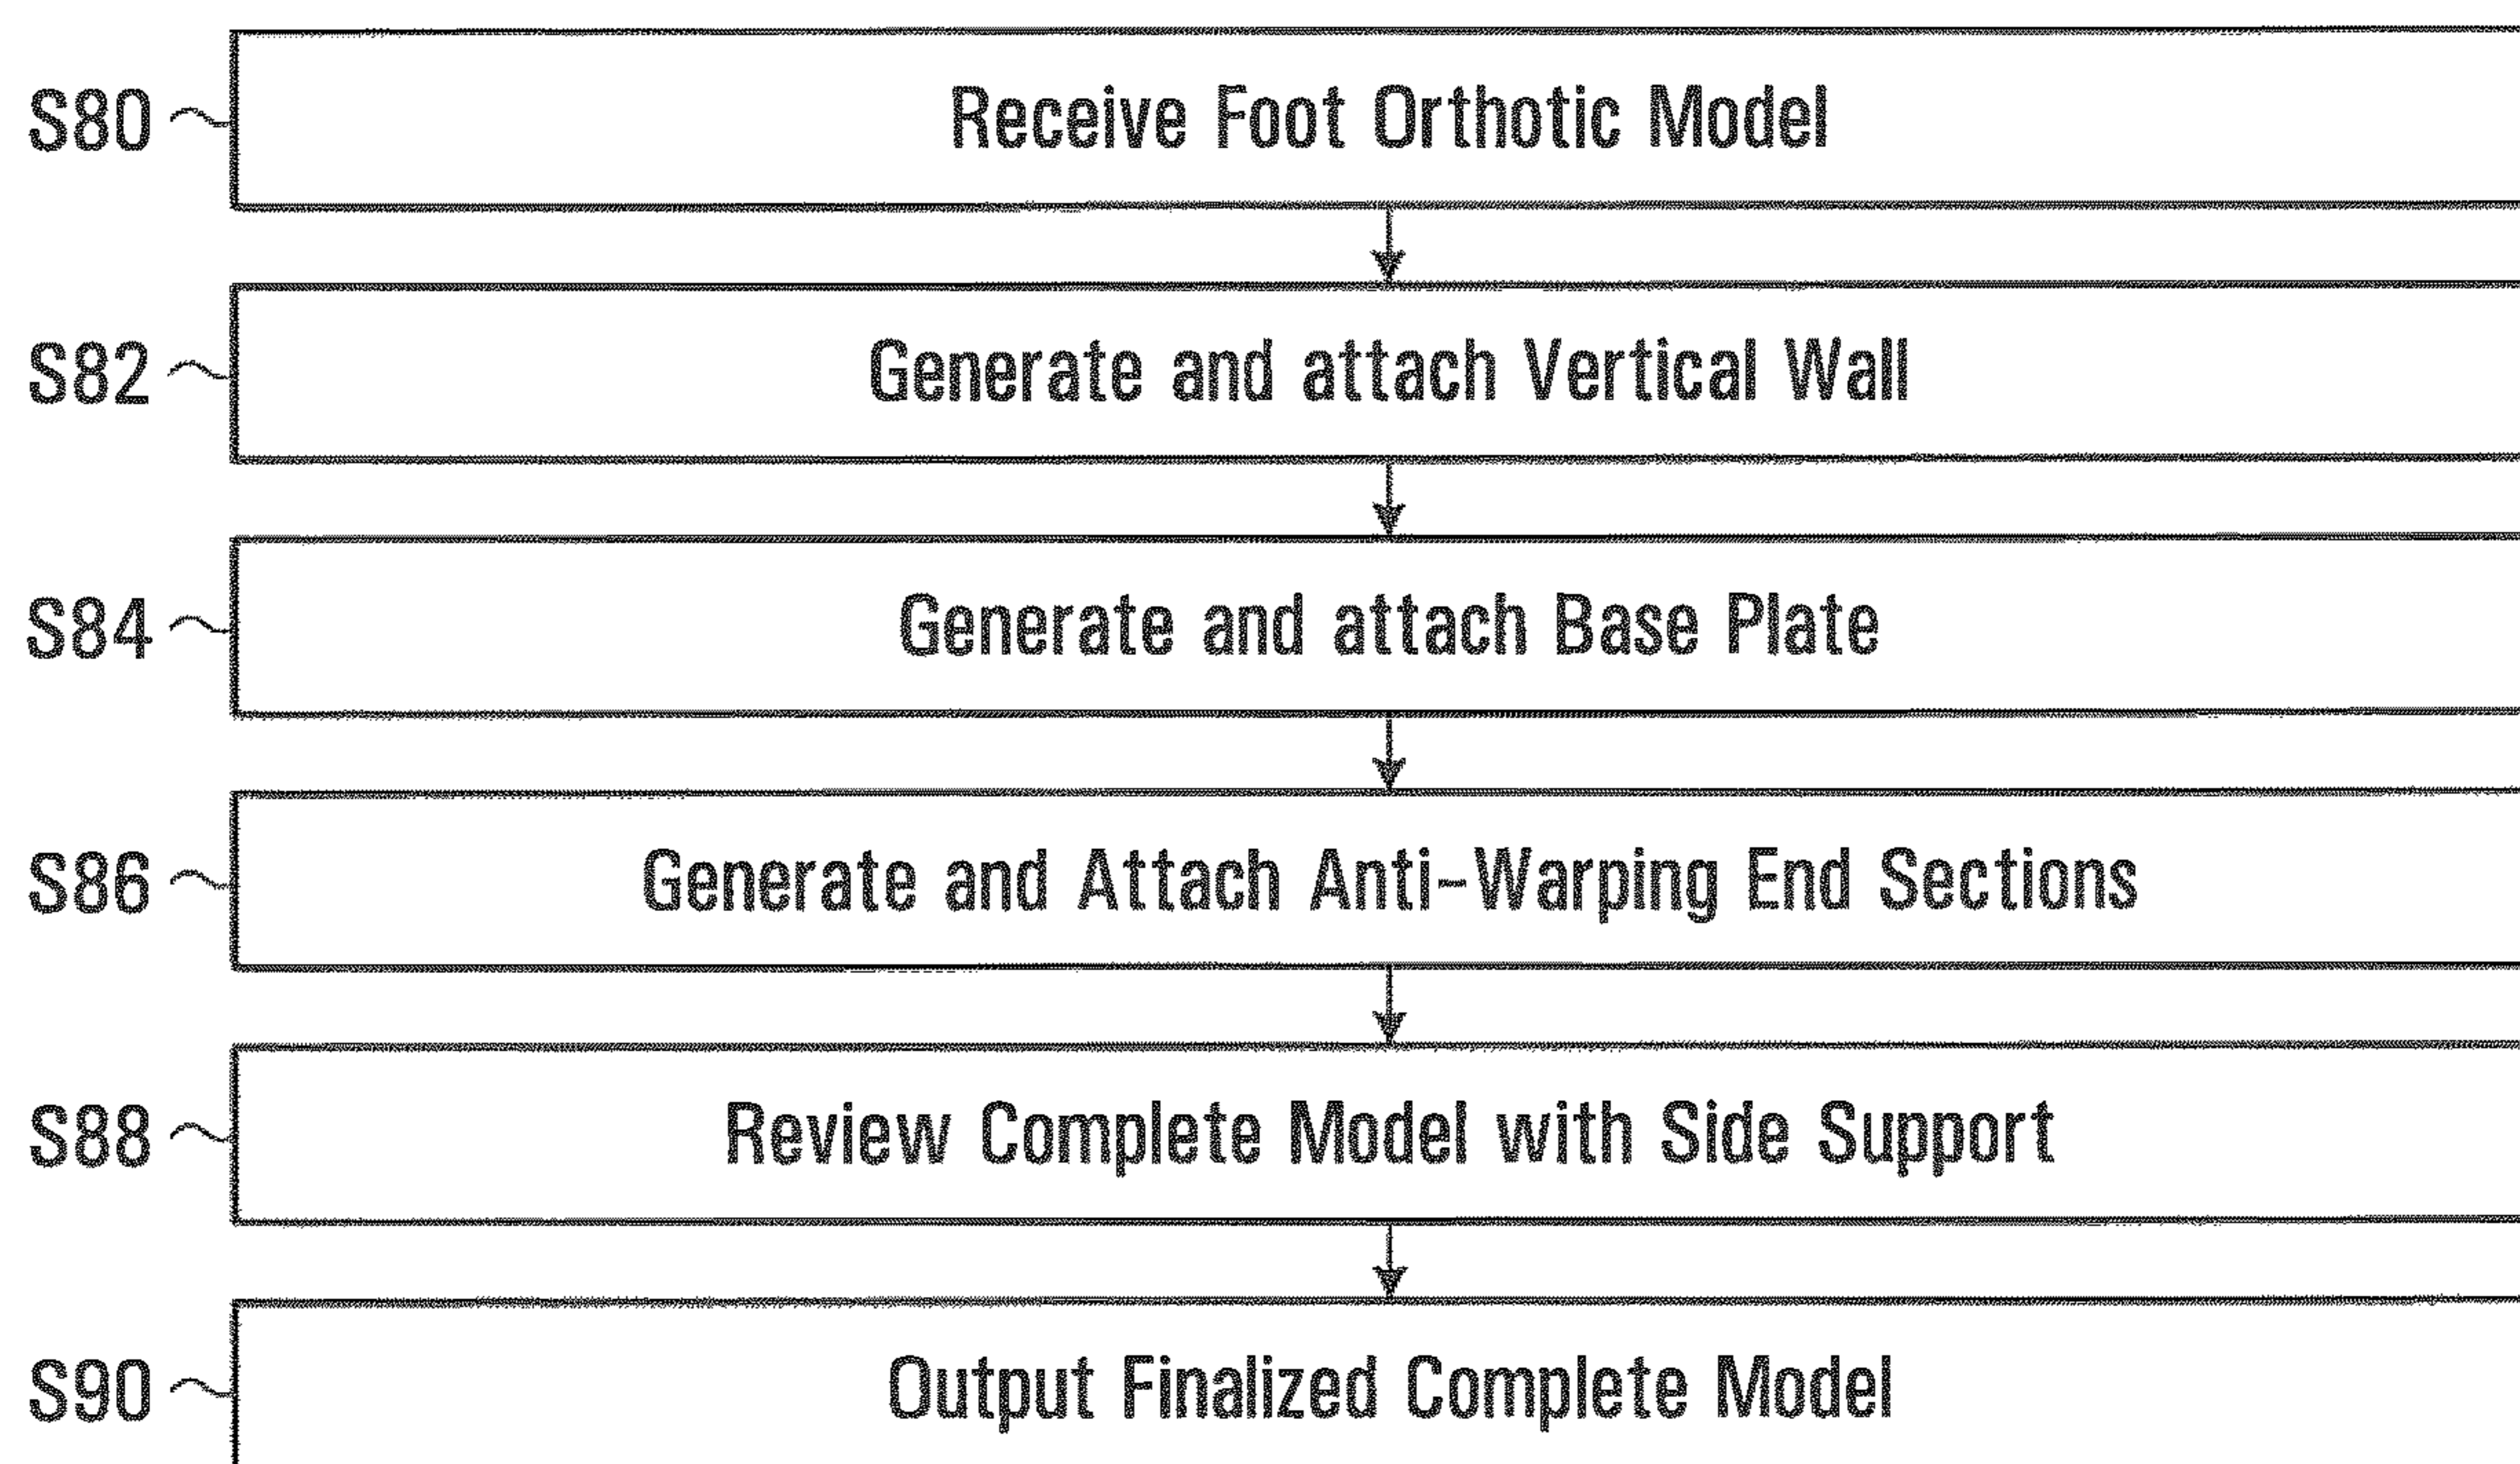 S80 Receive Foot Orthotic Model
S82 Generate and attach Vertical Wall
S84 Generate and attach Base Plate
S86 Generate and Attach Anti-Warping End Sections
S88 Review Complete Model with Side Support
S90 Output Finalized Complete Model